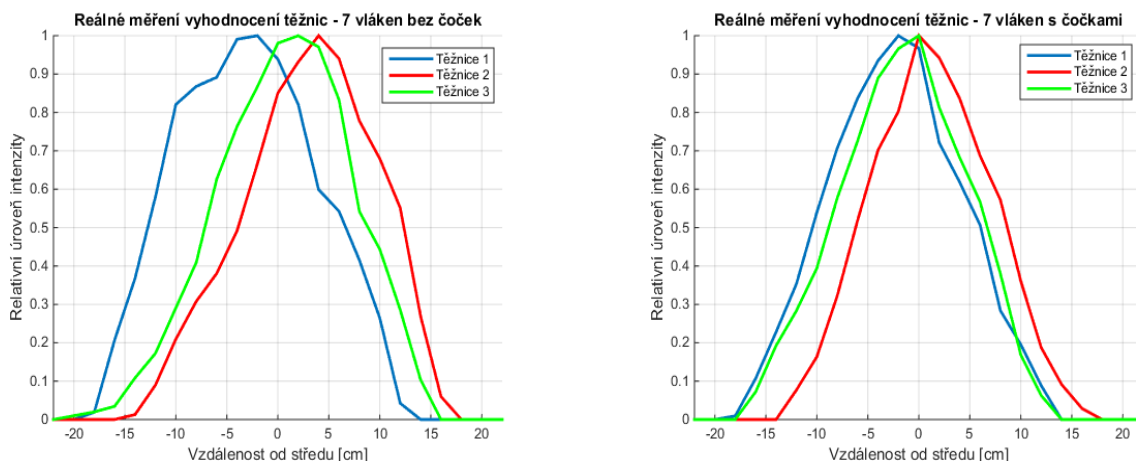 Reálné měření vyhodnocení těžnic - 7 vláken bez čoček
1
0.9
0.8
0.7
0.6
0.5
0.4
0.3
0.2
0.1
0
Relativní úroveň intenzity
Těžnice 1
Těžnice 2
Těžnice 3
-20 -15 -10 -5 0 5 10 15 20
Vzdálenost od středu [cm]
Reálné měření vyhodnocení těžnic - 7 vláken s čočkami
1
0.9
0.8
0.7
0.6
0.5
0.4
0.3
0.2
0.1
0
Relativní úroveň intenzity
Těžnice 1
Těžnice 2
Těžnice 3
-20 -15 -10 -5 0 5 10 15 20
Vzdálenost od středu [cm]